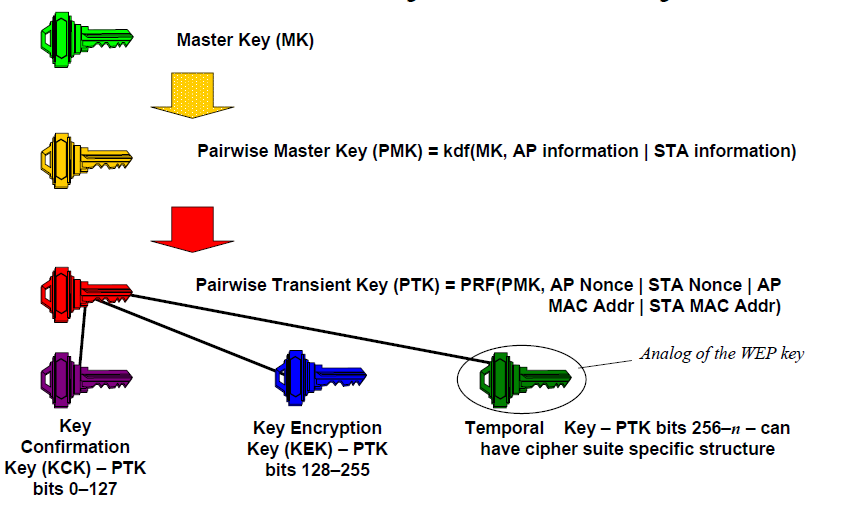 Master Key (MK)
Pairwise Master Key (PMK) = kdf(MK, AP information | STA information)
Pairwise Transient Key (PTK) = PRF(PMK, AP Nonce | STA Nonce | AP
MAC Addr | STA MAC Addr)
Analog of the WEP key
Key
Confirmation
Key (KCK) – PTK
bits 0–127
Key Encryption
Key (KEK) – PTK
bits 128–255
Temporal Key – PTK bits 256–n – can
have cipher suite specific structure